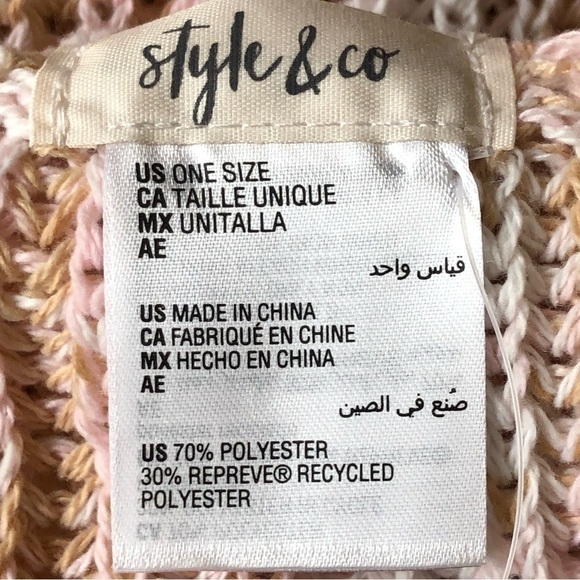 style & co
US ONE SIZE
CA TAILLE UNIQUE
MX UNITALLA
AE
قياس واحد
US MADE IN CHINA
CA FABRIQUÉ EN CHINE
MX HECHO EN CHINA
AE
صُنع في الصين
US 70% POLYESTER
30% REPREVE® RECYCLED
POLYESTER